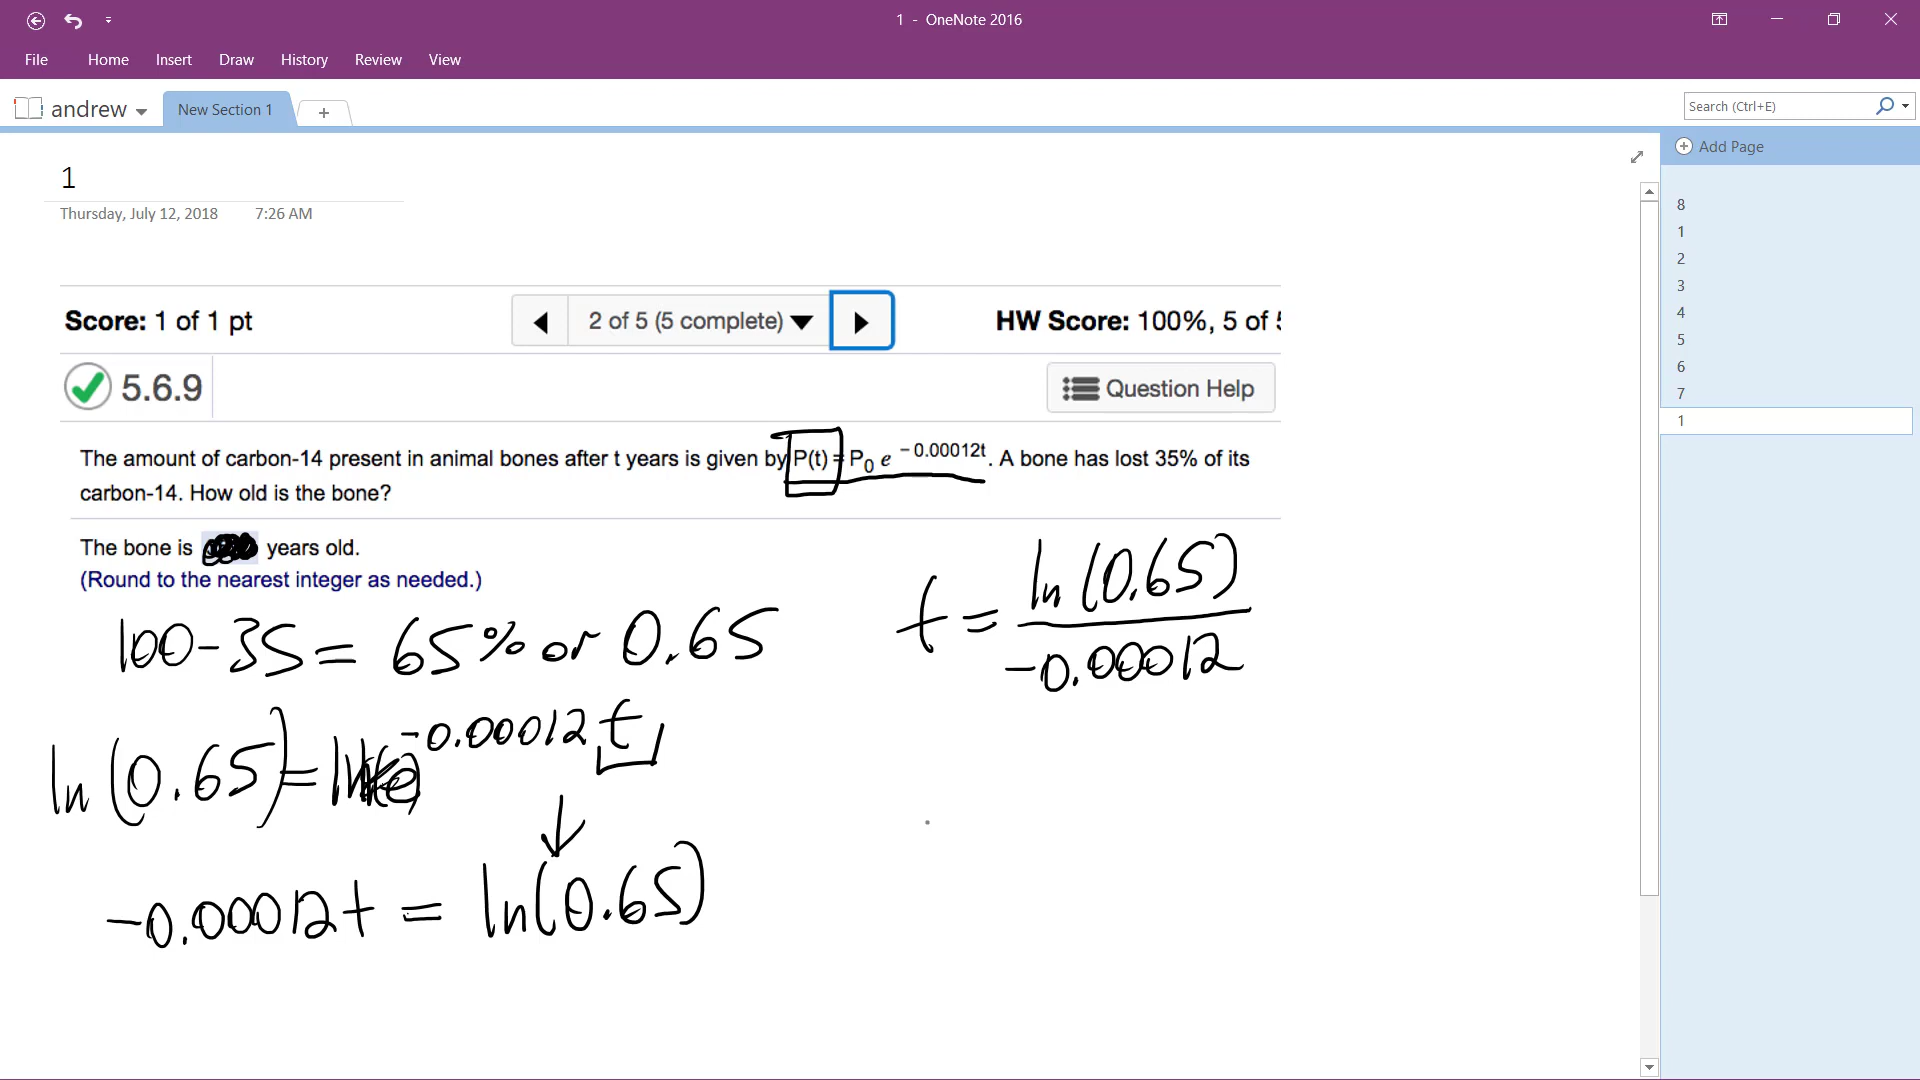 1 - OneNote 2016
File Home Insert Draw History Review View
andrew New Section 1 +
Search (Ctrl+E)
Add Page
1
Thursday, July 12, 2018 7:26 AM
8
1
2
3
4
5
6
7
1
Score: 1 of 1 pt 2 of 5 (5 complete) HW Score: 100%, 5 of
5.6.9 Question Help
The amount of carbon-14 present in animal bones after t years is given by P(t) = P₀ e^(-0.00012t). A bone has lost 35% of its
carbon-14. How old is the bone?
The bone is years old.
(Round to the nearest integer as needed.)
100-35= 65% or 0.65
ln(0.65)= -0.00012t
-0.00012t = ln(0.65)
t = ln(0.65)
-0.00012